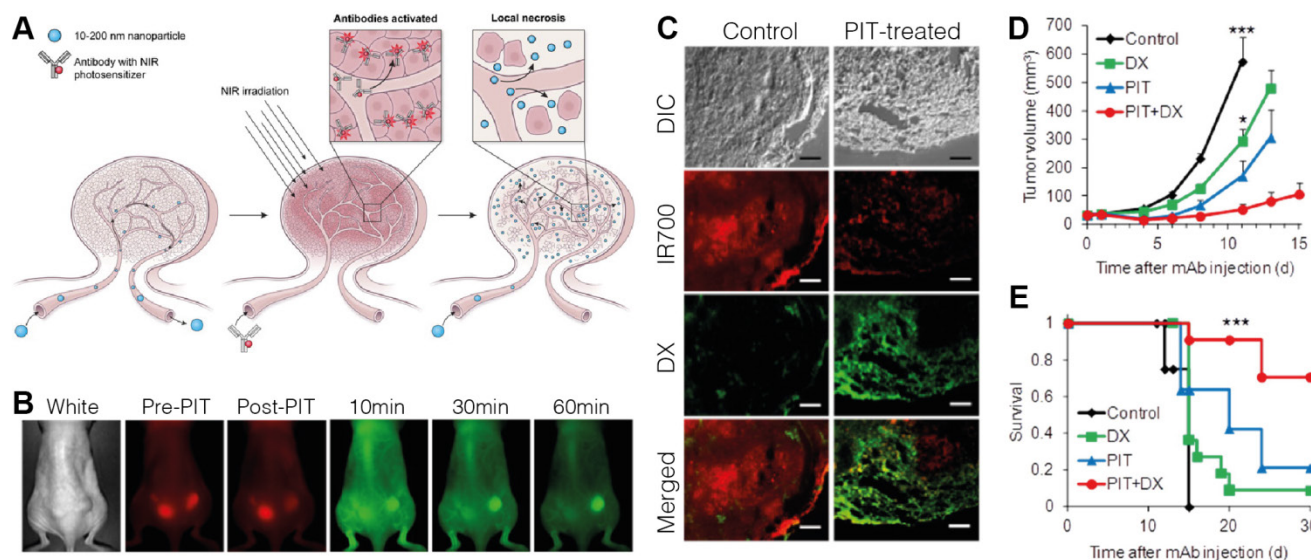 A
10-200 nm nanoparticle
Antibody with NIR
photosensitizer
NIR irradiation
Antibodies activated
Local necrosis
B
White
Pre-PIT
Post-PIT
10min
30min
60min
C
Control
PIT-treated
DIC
IR700
DX
Merged
D
Tumor volume (mm³)
700
600
500
400
300
200
100
0
Control
DX
PIT
PIT+DX
***
*
0
5
10
15
Time after mAb injection (d)
E
Survival
1
0.8
0.6
0.4
0.2
0
***
Control
DX
PIT
PIT+DX
0
10
20
30
Time after mAb injection (d)